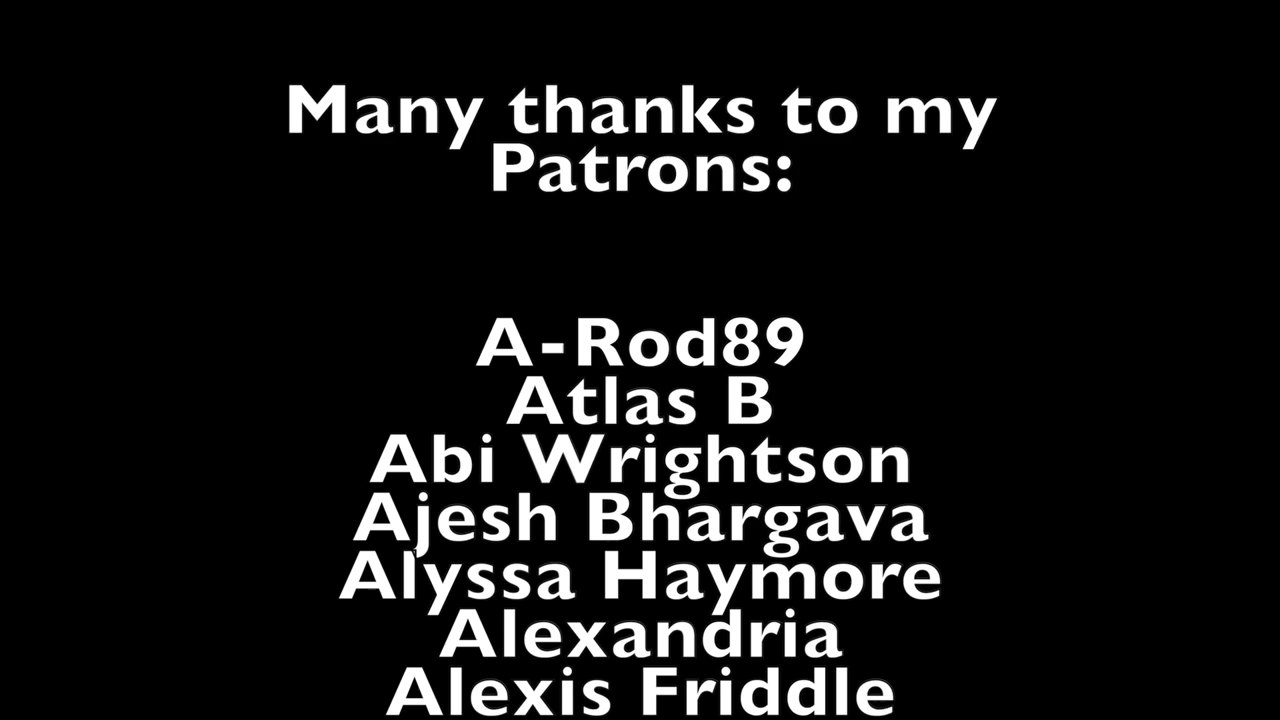 Many thanks to my
Patrons:
A-Rod89
Atlas B
Abi Wrightson
Ajesh Bhargava
Alyssa Haymore
Alexandria
Alexis Friddle